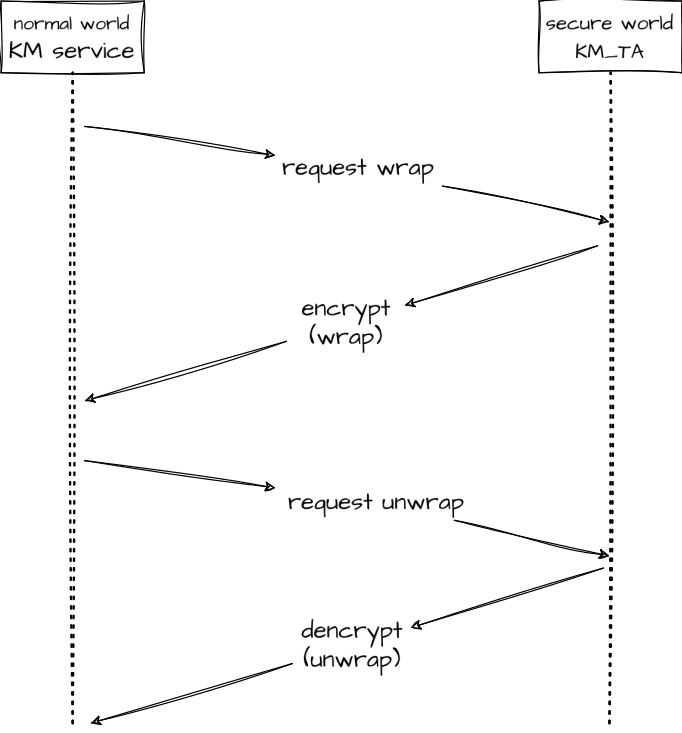 normal world
KM service
secure world
KM_TA
request wrap
encrypt
(wrap)
request unwrap
dencrypt
(unwrap)